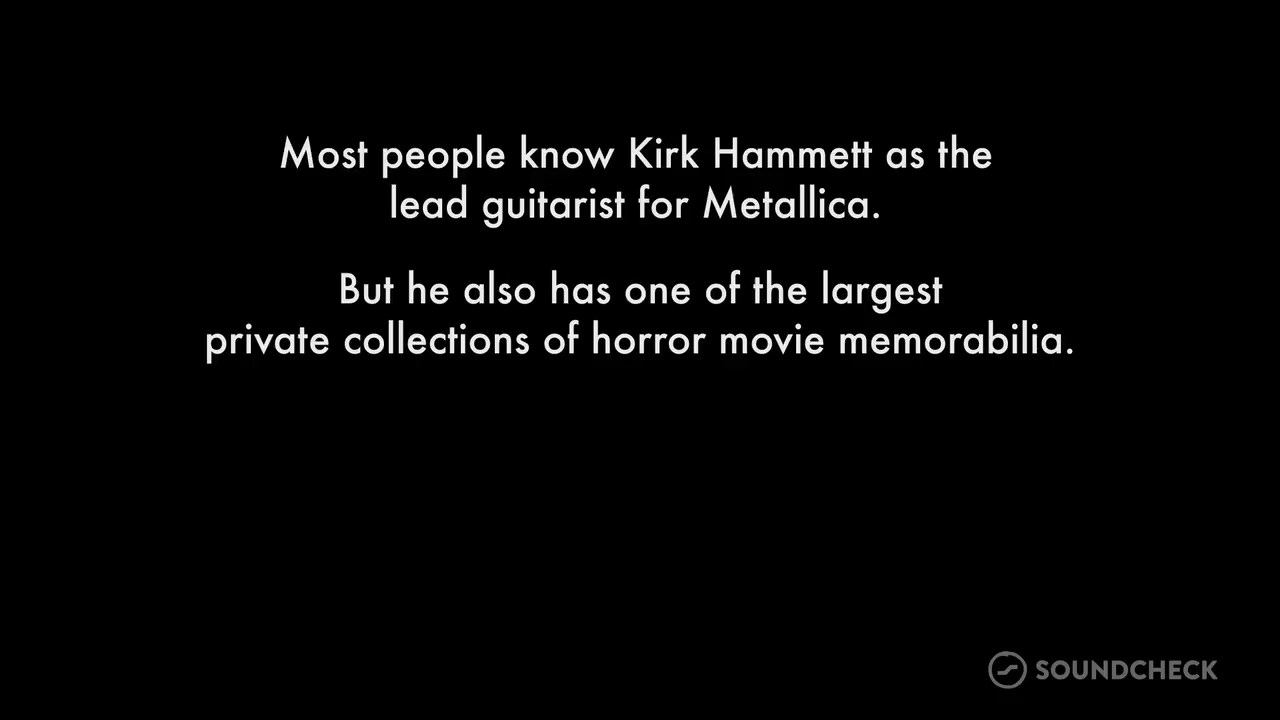 Most people know Kirk Hammett as the
lead guitarist for Metallica.
But he also has one of the largest
private collections of horror movie memorabilia.
SOUNDCHECK